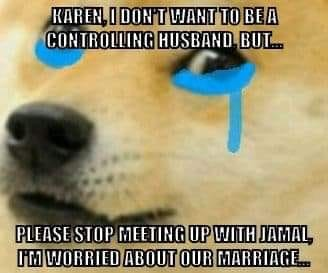 KAREN, I DON'T WANT TO BE A
CONTROLLING HUSBAND, BUT...
PLEASE STOP MEETING UP WITH JAMAL,
I'M WORRIED ABOUT OUR MARRIAGE...